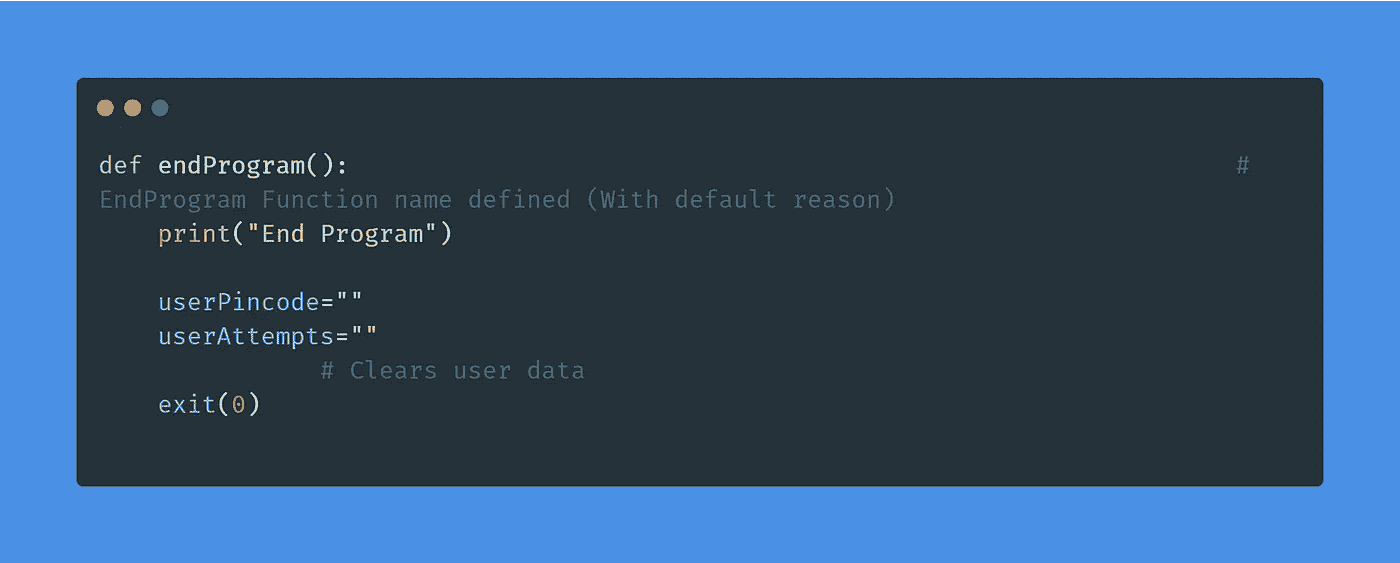 def endProgram(): #
EndProgram Function name defined (With default reason)
print("End Program")
userPincode=""
userAttempts=""
# Clears user data
exit(0)